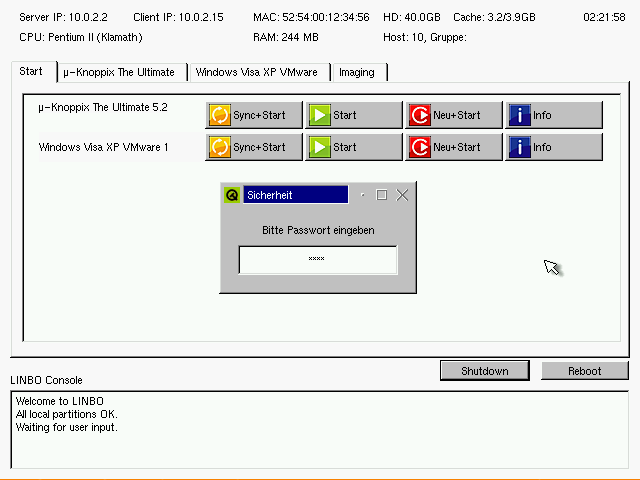 Server IP: 10.0.2.2 Client IP: 10.0.2.15 MAC: 52:54:00:12:34:56 HD: 40.0GB Cache: 3.2/3.9GB 02:21:58
CPU: Pentium II (Klamath) RAM: 244 MB Host: 10, Gruppe:
Start µ-Knoppix The Ultimate Windows Visa XP VMware Imaging
µ-Knoppix The Ultimate 5.2 Sync+Start Start Neu+Start Info
Windows Visa XP VMware 1 Sync+Start Start Neu+Start Info
Sicherheit
Bitte Passwort eingeben
xxxx
Shutdown Reboot
LINBO Console
Welcome to LINBO
All local partitions OK.
Waiting for user input.